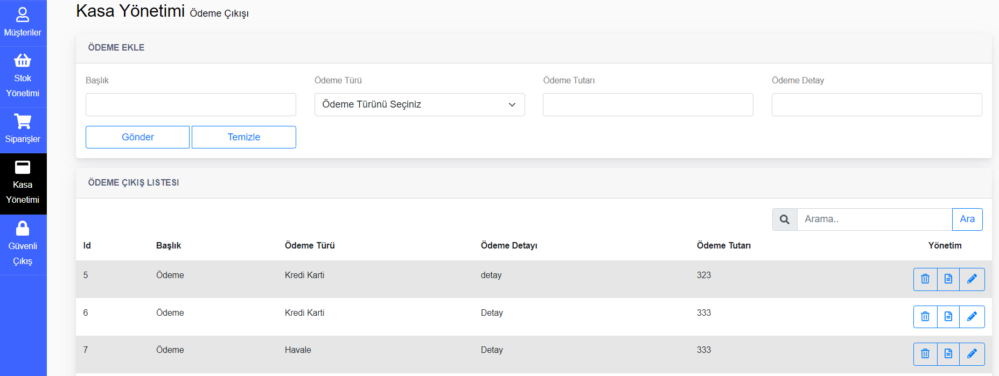 Müşteriler
Stok
Yönetimi
Siparişler
Kasa
Yönetimi
Güvenli
Çıkış
Kasa Yönetimi Ödeme Çıkışı
ÖDEME EKLE
Başlık Ödeme Türü Ödeme Tutarı Ödeme Detay
Ödeme Türünü Seçiniz
Gönder Temizle
ÖDEME ÇIKIŞ LISTESI
Arama.. Ara
Id Başlık Ödeme Türü Ödeme Detayı Ödeme Tutarı Yönetim
5 Ödeme Kredi Karti detay 323
6 Ödeme Kredi Karti Detay 333
7 Ödeme Havale Detay 333